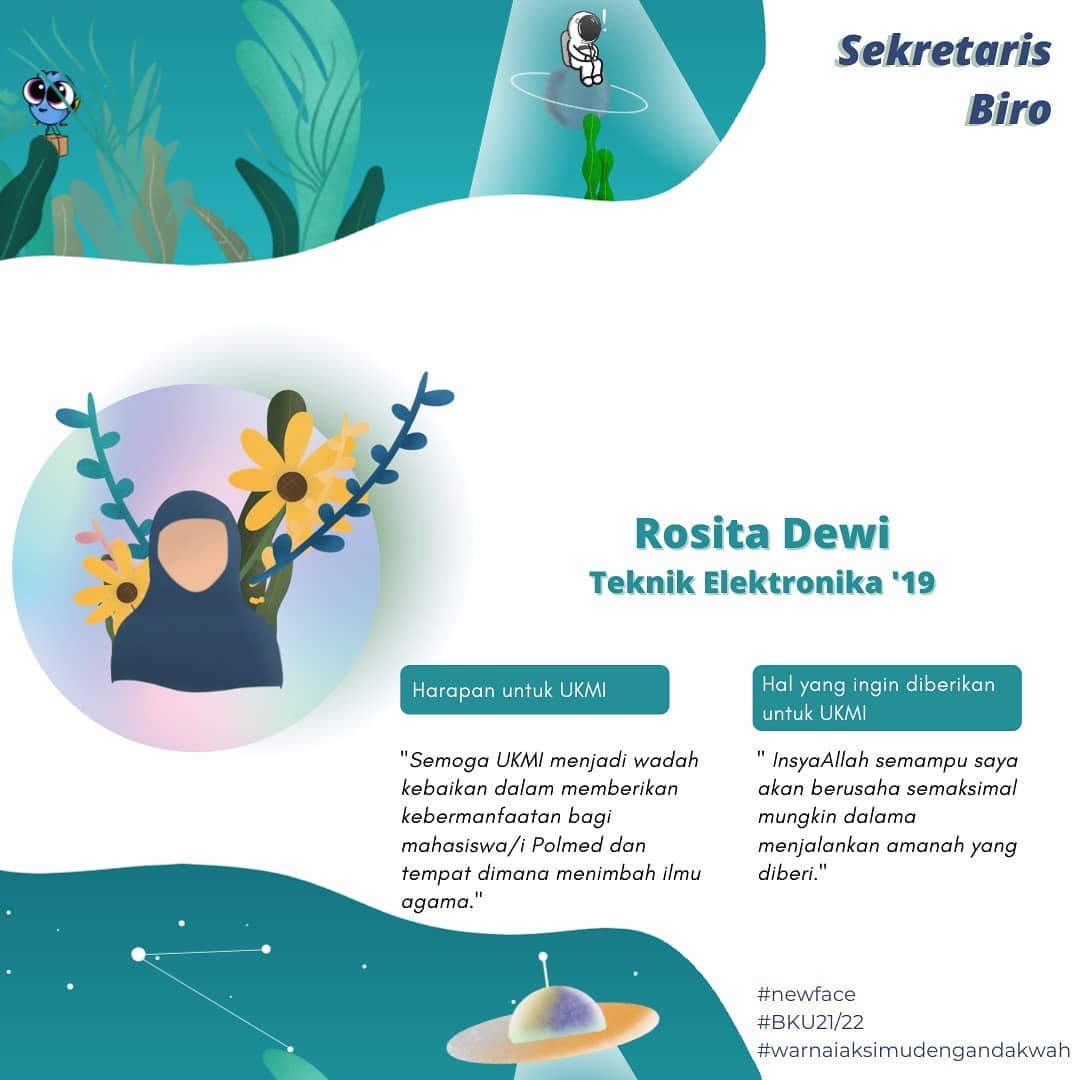 Sekretaris
Biro
Rosita Dewi
Teknik Elektronika '19
Harapan untuk UKMI
"Semoga UKMI menjadi wadah
kebaikan dalam memberikan
kebermanfaatan bagi
mahasiswa/i Polmed dan
tempat dimana menimbah ilmu
agama."
Hal yang ingin diberikan
untuk UKMI
" InsyaAllah semampu saya
akan berusaha semaksimal
mungkin dalama
menjalankan amanah yang
diberi."
#newface
#BKU21/22
#warnaiaksimudengandakwah